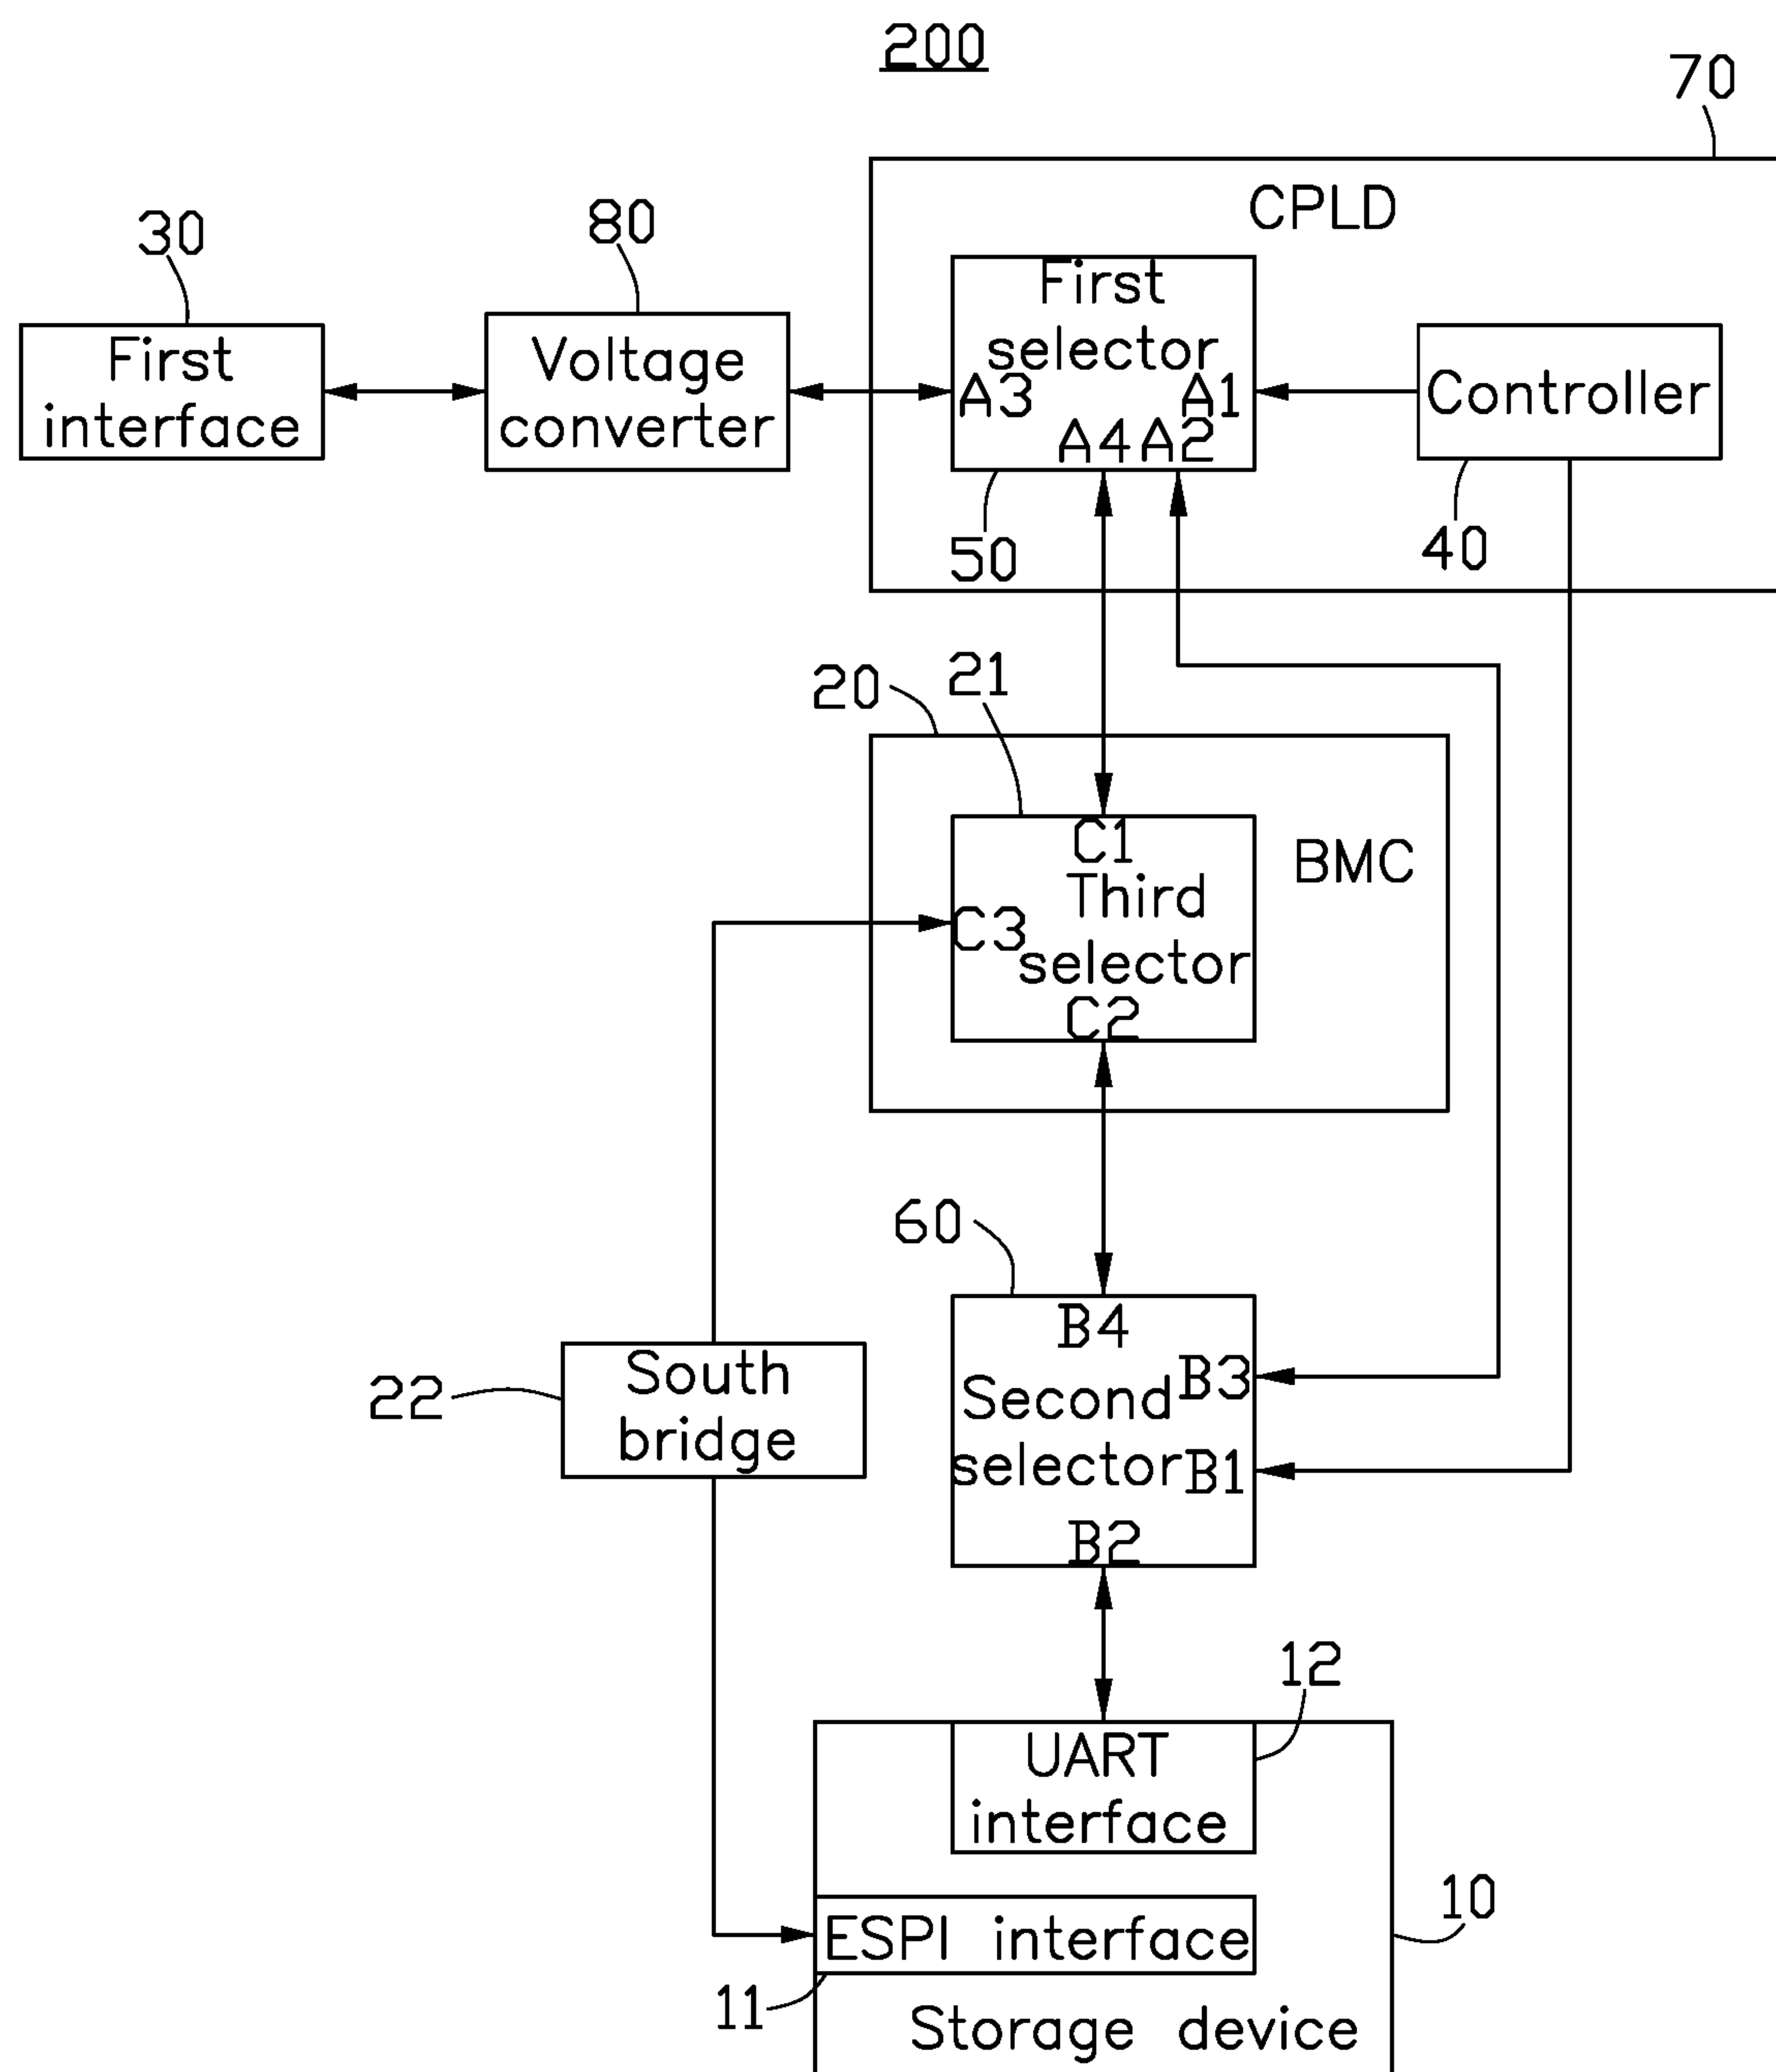 200
70
CPLD
30
80
First
selector
First
interface
Voltage
converter
A3
A1
A4
A2
Controller
50
40
20
21
C1
BMC
Third
selector
C3
C2
60
B4
B3
Second
selector
B1
B2
22
South
bridge
12
UART
interface
10
ESPI interface
11
Storage device